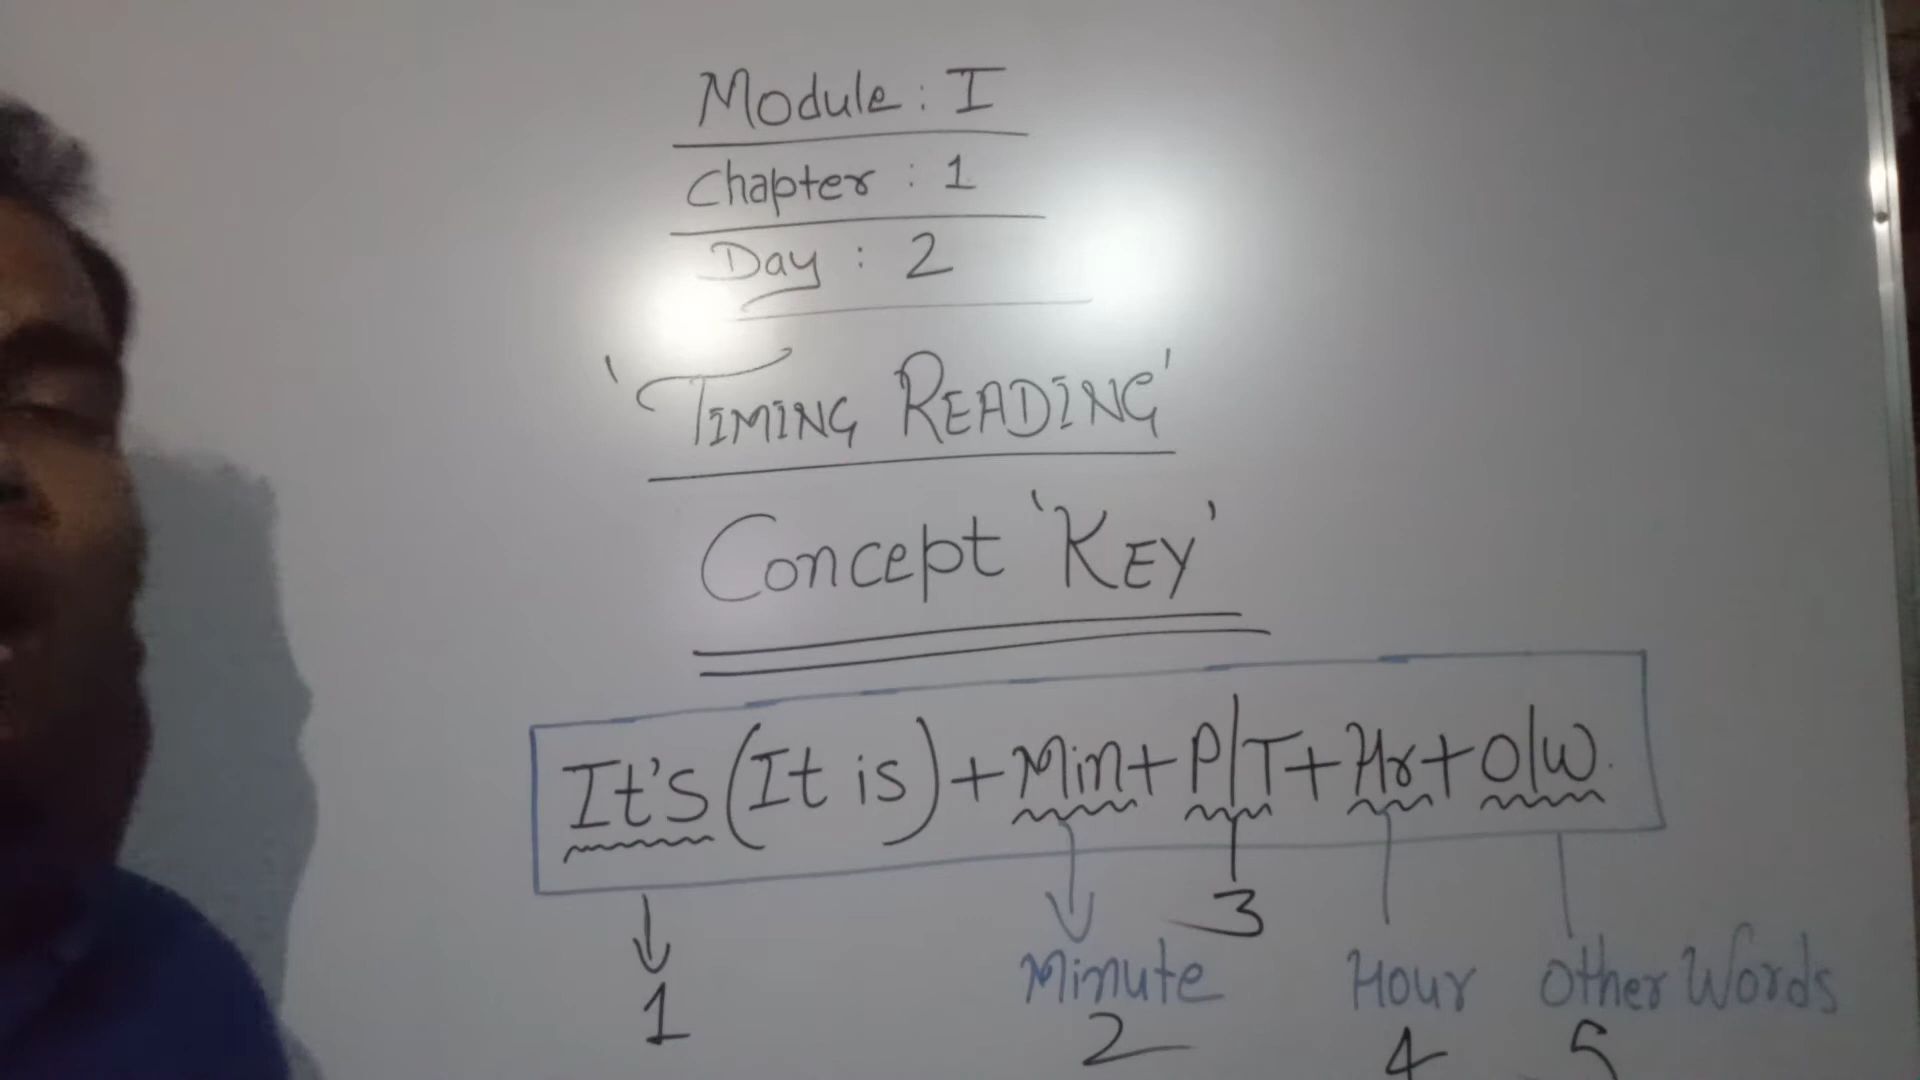 Module : I
Chapter : 1
Day : 2
'TIMING READING'
Concept 'KEY'
It's (It is) + Min + P/T + Hr + O/W.
3
Minute Hour Other Words
1 2 4 5